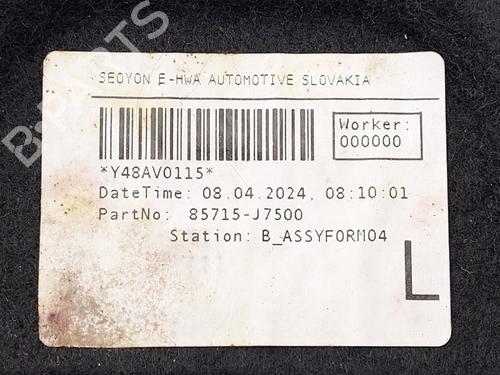 SEOYON E-HWA AUTOMOTIVE SLOVAKIA
Worker:
000000
*Y48AV0115*
DateTime: 08.04.2024, 08:10:01
PartNo: 85715-J7500
Station: B_ASSYFORM04
L
B-PARTS